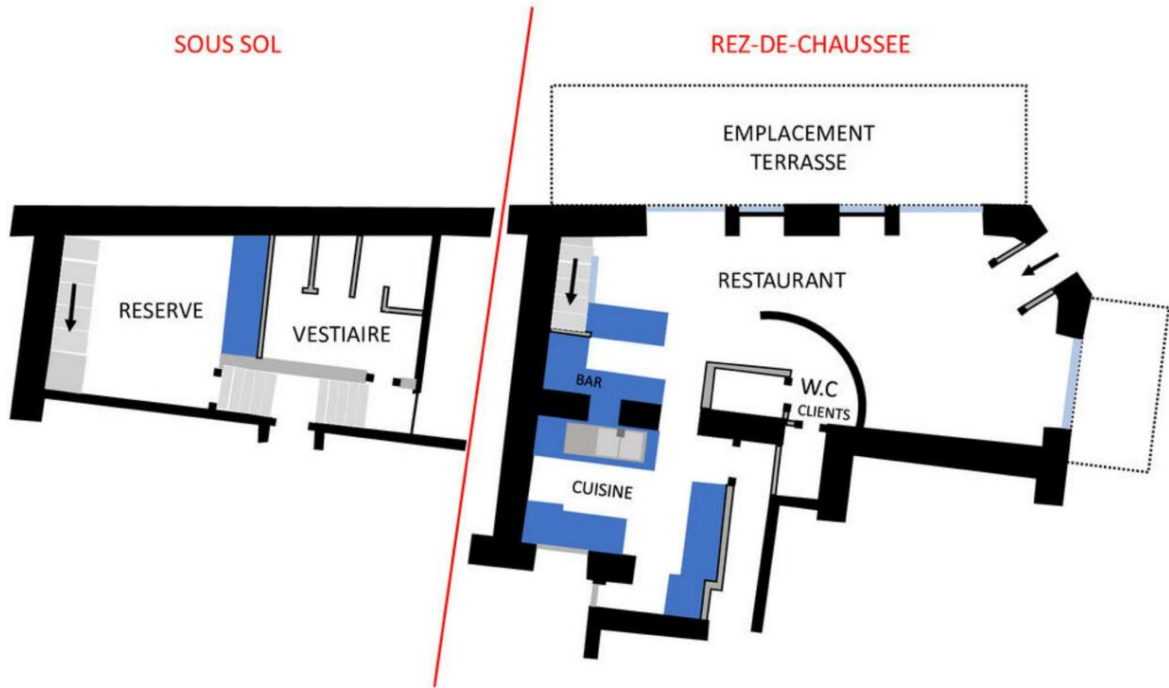 SOUS SOL
REZ-DE-CHAUSSEE
EMPLACEMENT
TERRASSE
RESERVE
VESTIAIRE
RESTAURANT
BAR
W.C
CLIENTS
CUISINE